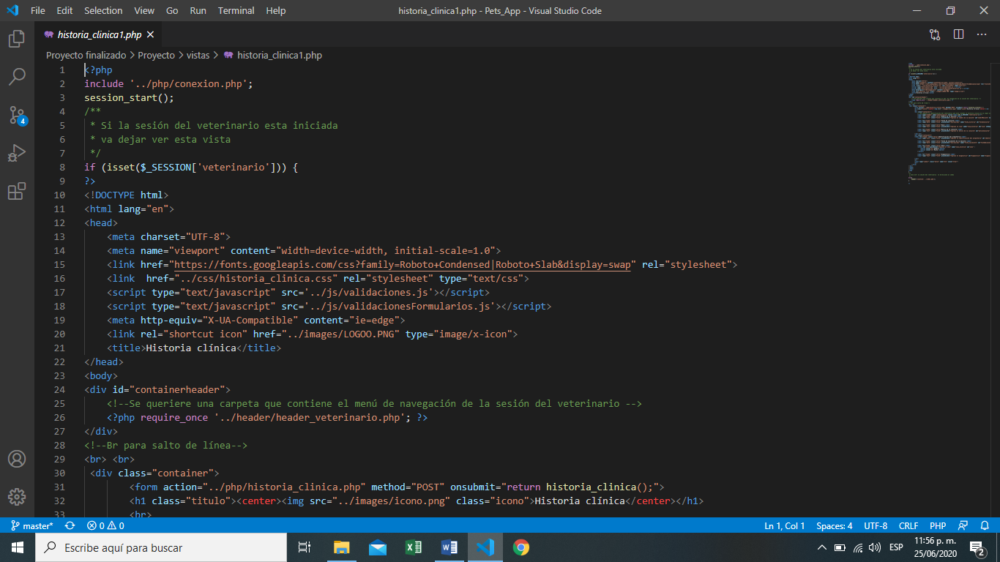 File Edit Selection View Go Run Terminal Help
historia_clinica1.php - Pets_App - Visual Studio Code
historia_clinica1.php
Proyecto finalizado > Proyecto > vistas > historia_clinica1.php
1 <?php
2 include '../php/conexion.php';
3 session_start();
4 /**
5 * Si la sesión del veterinario esta iniciada
6 * va dejar ver esta vista
7 */
8 if (isset($_SESSION['veterinario'])) {
9 ?>
10 <!DOCTYPE html>
11 <html lang="en">
12 <head>
13 <meta charset="UTF-8">
14 <meta name="viewport" content="width=device-width, initial-scale=1.0">
15 <link href="https://fonts.googleapis.com/css?family=Roboto+Condensed|Roboto+Slab&display=swap" rel="stylesheet">
16 <link  href="../css/historia_clinica.css" rel="stylesheet" type="text/css">
17 <script type="text/javascript" src='../js/validaciones.js'></script>
18 <script type="text/javascript" src='../js/validacionesFormularios.js'></script>
19 <meta http-equiv="X-UA-Compatible" content="ie=edge">
20 <link rel="shortcut icon" href="../images/LOGOO.PNG" type="image/x-icon">
21 <title>Historia clínica</title>
22 </head>
23 <body>
24 <div id="containerheader">
25 <!--Se queriere una carpeta que contiene el menú de navegación de la sesión del veterinario -->
26 <?php require_once '../header/header_veterinario.php'; ?>
27 </div>
28 <!--Br para salto de línea-->
29 <br> <br>
30 <div class="container">
31 <form action="../php/historia_clinica.php" method="POST" onsubmit="return historia_clinica();">
32 <h1 class="titulo"><center><img src="../images/icono.png" class="icono">Historia clínica</center></h1>
33 <br>
4
master* 0 0 Ln 1, Col 1 Spaces: 4 UTF-8 CRLF PHP
Escribe aquí para buscar
ESP
11:56 p. m.
25/06/2020
2